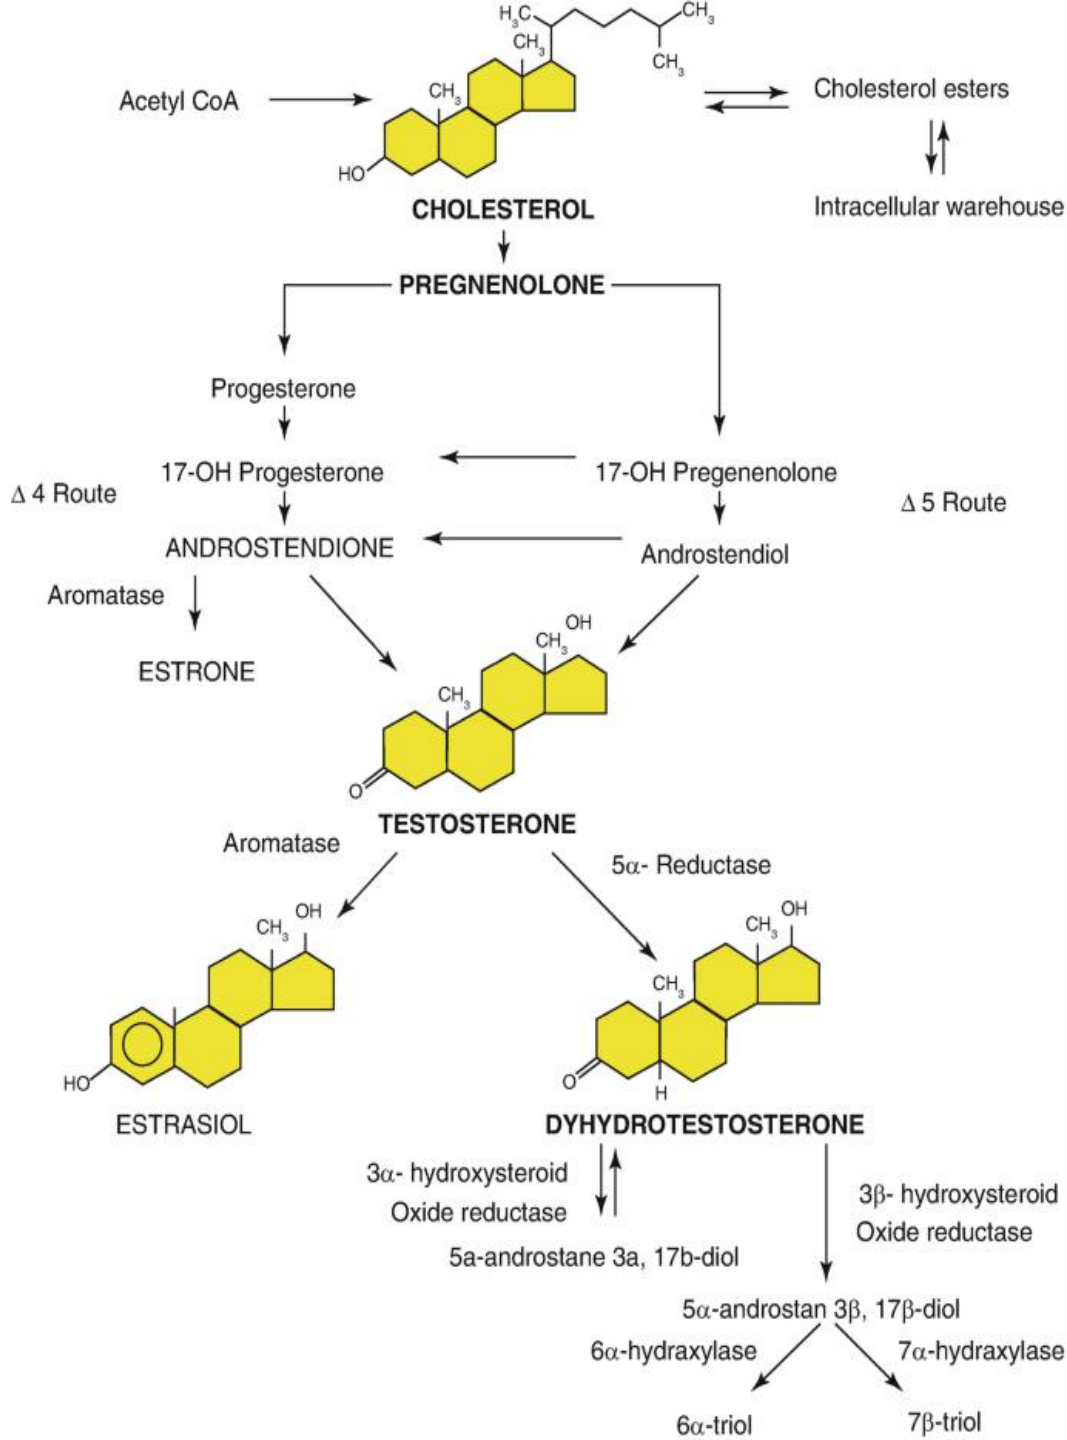 H3C
CH3
CH3
CH3
CH3
Acetyl CoA
Cholesterol esters
HO
CHOLESTEROL
Intracellular warehouse
PREGNENOLONE
Progesterone
17-OH Progesterone
17-OH Pregenenolone
Δ 4 Route
Δ 5 Route
ANDROSTENDIONE
Androstendiol
Aromatase
ESTRONE
OH
CH3
CH3
O
TESTOSTERONE
Aromatase
5α- Reductase
OH
CH3
HO
ESTRASIOL
OH
CH3
CH3
O
H
DYHYDROTESTOSTERONE
3α- hydroxysteroid
Oxide reductase
3β- hydroxysteroid
Oxide reductase
5a-androstane 3a, 17b-diol
5α-androstan 3β, 17β-diol
6α-hydraxylase
7α-hydraxylase
6α-triol
7β-triol